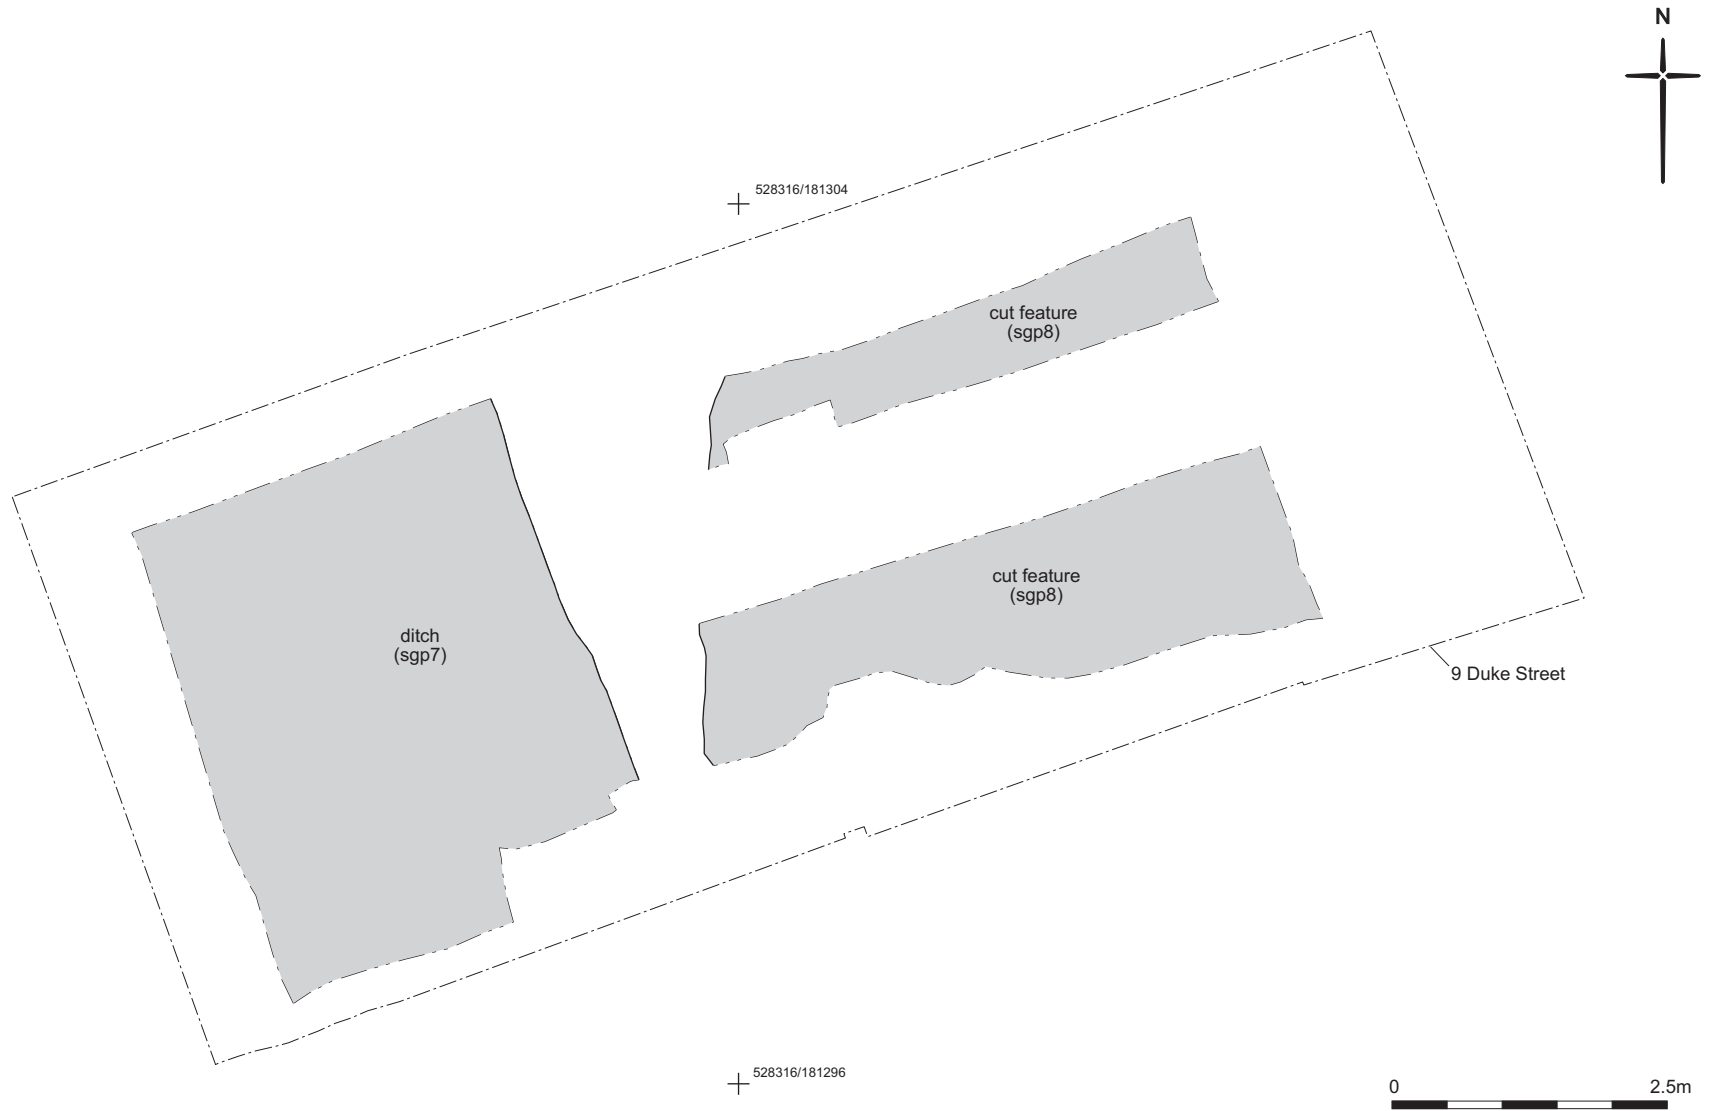 N
528316/181304
cut feature
(sgp8)
cut feature
(sgp8)
ditch
(sgp7)
9 Duke Street
528316/181296
0 2.5m